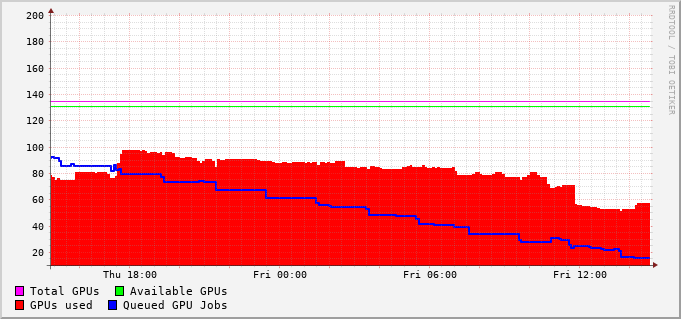 200
180
160
140
120
100
80
60
40
20
Thu 18:00 Fri 00:00 Fri 06:00 Fri 12:00
Total GPUs Available GPUs
GPUs used Queued GPU Jobs
RRDTOOL / TOBI OETIKER